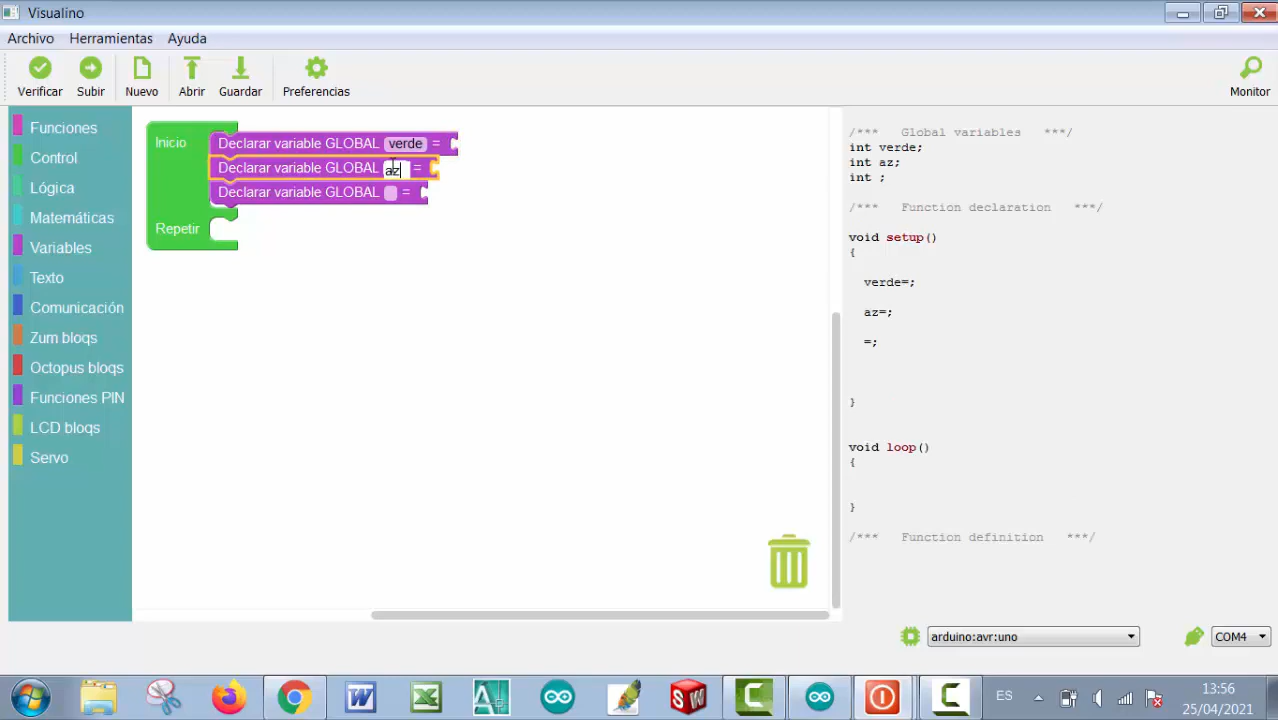 Visualino
Archivo Herramientas Ayuda
Verificar Subir Nuevo Abrir Guardar Preferencias Monitor
Funciones
Control
Lógica
Matemáticas
Variables
Texto
Comunicación
Zum bloqs
Octopus bloqs
Funciones PIN
LCD bloqs
Servo
Inicio
Declarar variable GLOBAL verde =
Declarar variable GLOBAL az =
Declarar variable GLOBAL =
Repetir
/*** Global variables ***/
int verde;
int az;
int ;
/*** Function declaration ***/
void setup()
{
verde=;
az=;
=;
}
void loop()
{
}
/*** Function definition ***/
arduino:avr:uno COM4
ES 13:56
25/04/2021